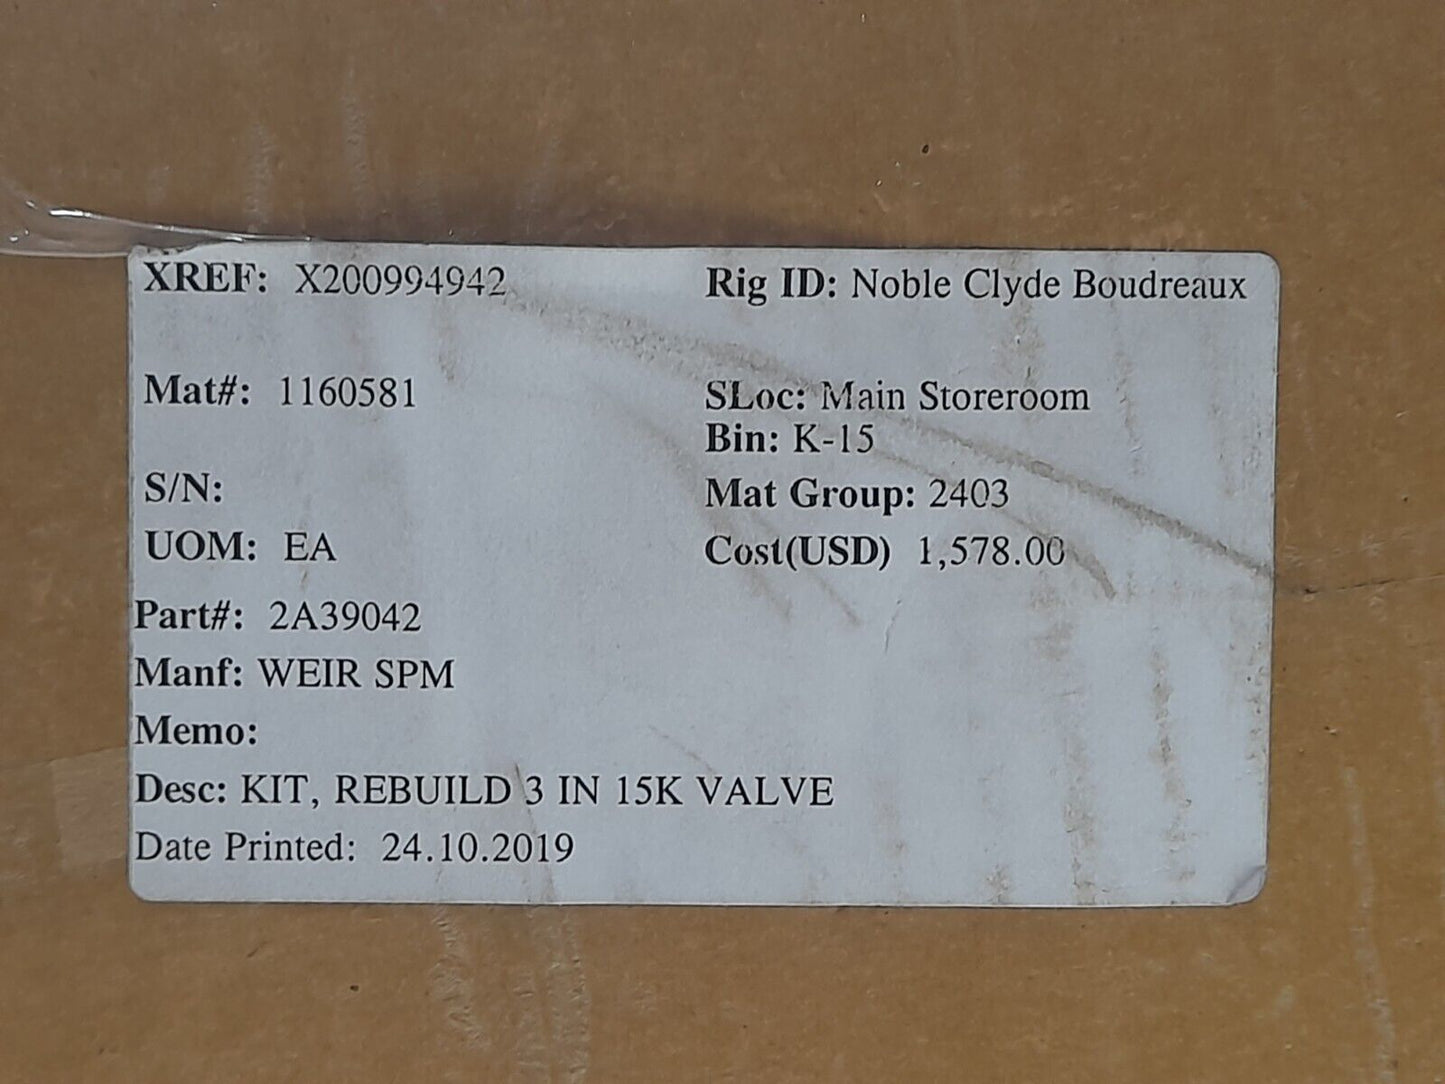 XREF: X200994942 Rig ID: Noble Clyde Boudreaux
Mat#: 1160581 SLoc: Main Storeroom
Bin: K-15
S/N: Mat Group: 2403
UOM: EA Cost(USD) 1,578.00
Part#: 2A39042
Manf: WEIR SPM
Memo:
Desc: KIT, REBUILD 3 IN 15K VALVE
Date Printed: 24.10.2019